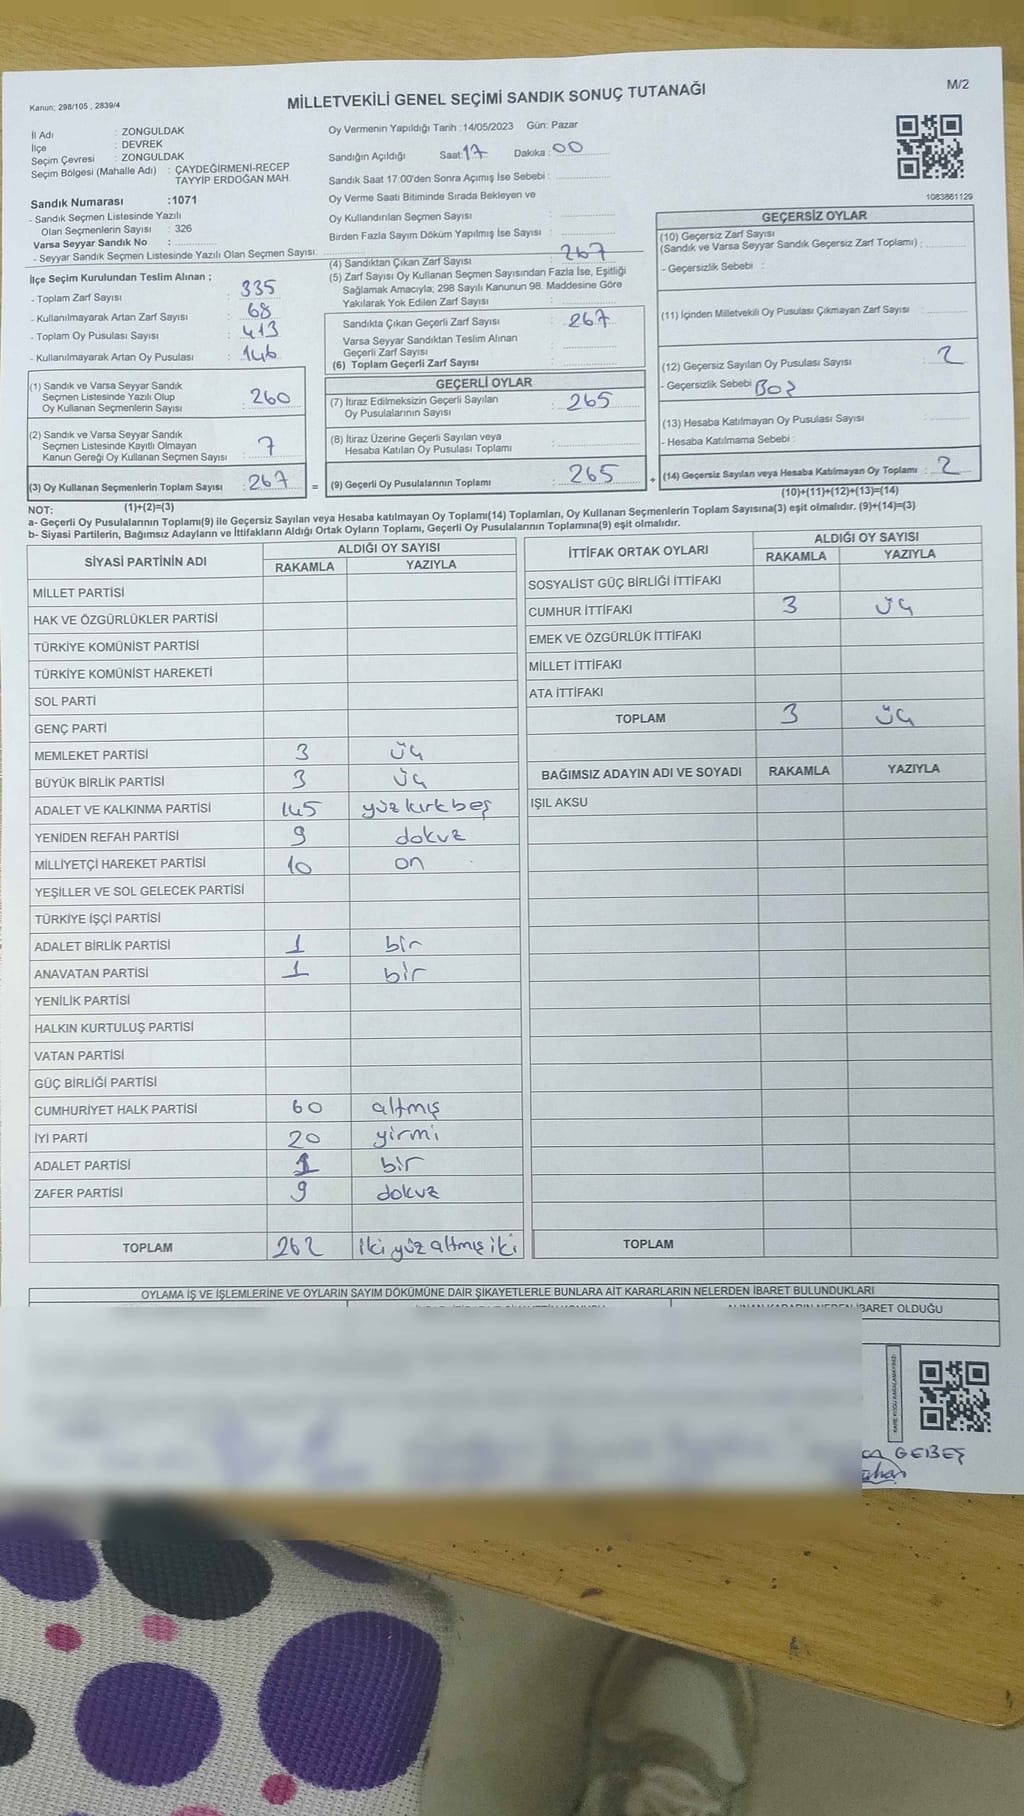 Kanun; 298/105 , 2839/4
MİLLETVEKİLİ GENEL SEÇİMİ SANDIK SONUÇ TUTANAĞI
M/2
İl Adı : ZONGULDAK
İlçe : DEVREK
Seçim Çevresi : ZONGULDAK
Seçim Bölgesi (Mahalle Adı) : ÇAYDEĞİRMENİ-RECEP
TAYYİP ERDOĞAN MAH.
Sandık Numarası :1071
- Sandık Seçmen Listesinde Yazılı
Olan Seçmenlerin Sayısı : 326
Varsa Seyyar Sandık No :
- Seyyar Sandık Seçmen Listesinde Yazılı Olan Seçmen Sayısı:
Oy Vermenin Yapıldığı Tarih :14/05/2023 Gün: Pazar
Sandığın Açıldığı Saat: 17 Dakika : 00
Sandık Saat 17:00'den Sonra Açımış İse Sebebi :
Oy Verme Saati Bitiminde Sırada Bekleyen ve
Oy Kullandırılan Seçmen Sayısı :
Birden Fazla Sayım Döküm Yapılmış İse Sayısı :
1083861129
İlçe Seçim Kurulundan Teslim Alınan ;
- Toplam Zarf Sayısı : 335
- Kullanılmayarak Artan Zarf Sayısı : 68
- Toplam Oy Pusulası Sayısı : 413
- Kullanılmayarak Artan Oy Pusulası : 146
(1) Sandık ve Varsa Seyyar Sandık
Seçmen Listesinde Yazılı Olup
Oy Kullanan Seçmenlerin Sayısı : 260
(2) Sandık ve Varsa Seyyar Sandık
Seçmen Listesinde Kayıtlı Olmayan
Kanun Gereği Oy Kullanan Seçmen Sayısı : 7
(3) Oy Kullanan Seçmenlerin Toplam Sayısı : 267 =
(1)+(2)=(3)
(4) Sandıktan Çıkan Zarf Sayısı : 267
(5) Zarf Sayısı Oy Kullanan Seçmen Sayısından Fazla İse, Eşitliği
Sağlamak Amacıyla; 298 Sayılı Kanunun 98. Maddesine Göre
Yakılarak Yok Edilen Zarf Sayısı :
Sandıkta Çıkan Geçerli Zarf Sayısı : 267
Varsa Seyyar Sandıktan Teslim Alınan
Geçerli Zarf Sayısı :
(6) Toplam Geçerli Zarf Sayısı :
GEÇERLİ OYLAR
(7) İtiraz Edilmeksizin Geçerli Sayılan
Oy Pusulalarının Sayısı : 265
(8) İtiraz Üzerine Geçerli Sayılan veya
Hesaba Katılan Oy Pusulası Toplamı :
(9) Geçerli Oy Pusulalarının Toplamı : 265 +
GEÇERSİZ OYLAR
(10) Geçersiz Zarf Sayısı
(Sandık ve Varsa Seyyar Sandık Geçersiz Zarf Toplamı) :
- Geçersizlik Sebebi :
(11) İçinden Milletvekili Oy Pusulası Çıkmayan Zarf Sayısı :
(12) Geçersiz Sayılan Oy Pusulası Sayısı : 2
- Geçersizlik Sebebi : Boş
(13) Hesaba Katılmayan Oy Pusulası Sayısı :
- Hesaba Katılmama Sebebi :
(14) Geçersiz Sayılan veya Hesaba Katılmayan Oy Toplamı : 2
(10)+(11)+(12)+(13)=(14)
NOT:
a- Geçerli Oy Pusulalarının Toplamı(9) ile Geçersiz Sayılan veya Hesaba katılmayan Oy Toplamı(14) Toplamları, Oy Kullanan Seçmenlerin Toplam Sayısına(3) eşit olmalıdır. (9)+(14)=(3)
b- Siyasi Partilerin, Bağımsız Adayların ve İttifakların Aldığı Ortak Oyların Toplamı, Geçerli Oy Pusulalarının Toplamına(9) eşit olmalıdır.
SİYASİ PARTİNİN ADI ALDIĞI OY SAYISI
RAKAMLA YAZIYLA
MİLLET PARTİSİ
HAK VE ÖZGÜRLÜKLER PARTİSİ
TÜRKİYE KOMÜNİST PARTİSİ
TÜRKİYE KOMÜNİST HAREKETİ
SOL PARTİ
GENÇ PARTİ
MEMLEKET PARTİSİ 3 üç
BÜYÜK BİRLİK PARTİSİ 3 üç
ADALET VE KALKINMA PARTİSİ 145 yüzkırkbeş
YENİDEN REFAH PARTİSİ 9 dokuz
MİLLİYETÇİ HAREKET PARTİSİ 10 on
YEŞİLLER VE SOL GELECEK PARTİSİ
TÜRKİYE İŞÇİ PARTİSİ
ADALET BİRLİK PARTİSİ 1 bir
ANAVATAN PARTİSİ 1 bir
YENİLİK PARTİSİ
HALKIN KURTULUŞ PARTİSİ
VATAN PARTİSİ
GÜÇ BİRLİĞİ PARTİSİ
CUMHURİYET HALK PARTİSİ 60 altmış
İYİ PARTİ 20 yirmi
ADALET PARTİSİ 1 bir
ZAFER PARTİSİ 9 dokuz
TOPLAM 262 İki yüz altmış iki
İTTİFAK ORTAK OYLARI ALDIĞI OY SAYISI
RAKAMLA YAZIYLA
SOSYALİST GÜÇ BİRLİĞİ İTTİFAKI
CUMHUR İTTİFAKI 3 üç
EMEK VE ÖZGÜRLÜK İTTİFAKI
MİLLET İTTİFAKI
ATA İTTİFAKI
TOPLAM 3 üç
BAĞIMSIZ ADAYIN ADI VE SOYADI RAKAMLA YAZIYLA
IŞIL AKSU
TOPLAM
OYLAMA İŞ VE İŞLEMLERİNE VE OYLARIN SAYIM DÖKÜMÜNE DAİR ŞİKAYETLERLE BUNLARA AİT KARARLARIN NELERDEN İBARET BULUNDUKLARI
İBARET OLDUĞU
GEBEŞ